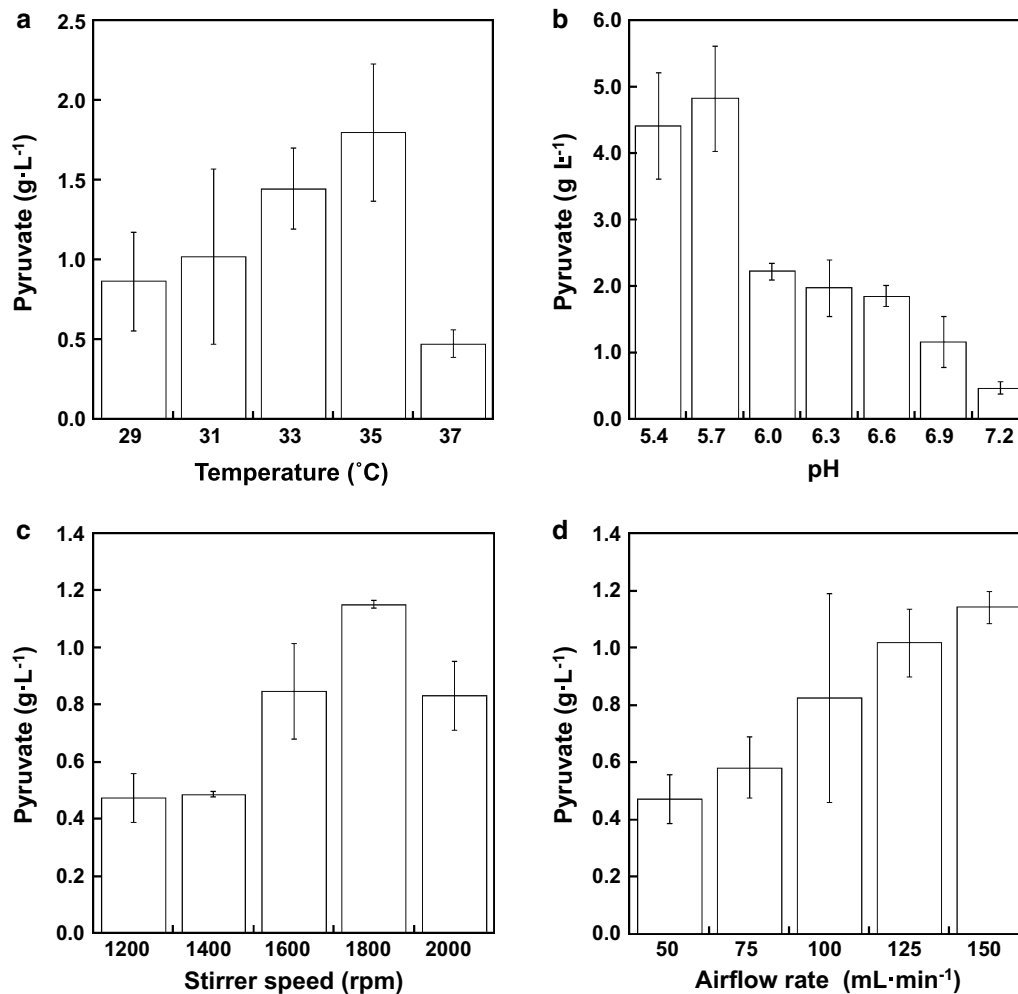 a
Pyruvate (g·L⁻¹)
2.5
2.0
1.5
1.0
0.5
0.0
29 31 33 35 37
Temperature (˚C)
b
Pyruvate (g L⁻¹)
6.0
5.0
4.0
3.0
2.0
1.0
0.0
5.4 5.7 6.0 6.3 6.6 6.9 7.2
pH
c
Pyruvate (g·L⁻¹)
1.4
1.2
1.0
0.8
0.6
0.4
0.2
0.0
1200 1400 1600 1800 2000
Stirrer speed (rpm)
d
Pyruvate (g·L⁻¹)
1.4
1.2
1.0
0.8
0.6
0.4
0.2
0.0
50 75 100 125 150
Airflow rate (mL·min⁻¹)